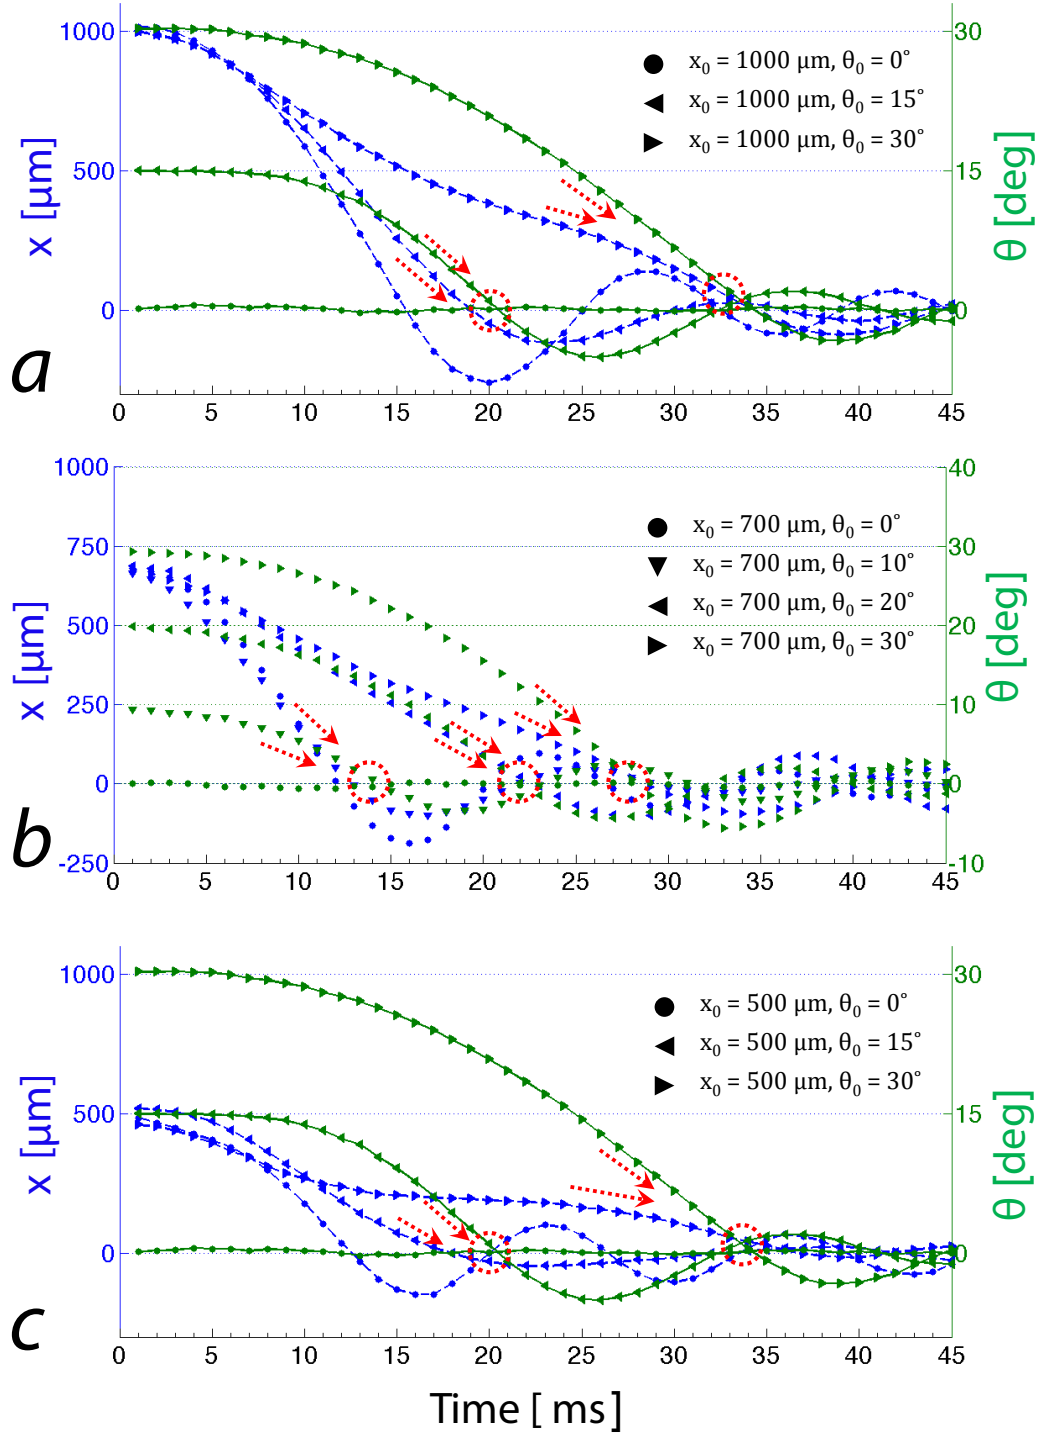 1000
500
0
x [μm]
30
15
0
θ [deg]
x₀ = 1000 μm, θ₀ = 0°
x₀ = 1000 μm, θ₀ = 15°
x₀ = 1000 μm, θ₀ = 30°
a
0 5 10 15 20 25 30 35 40 45
1000
750
500
250
0
-250
x [μm]
40
30
20
10
0
-10
θ [deg]
x₀ = 700 μm, θ₀ = 0°
x₀ = 700 μm, θ₀ = 10°
x₀ = 700 μm, θ₀ = 20°
x₀ = 700 μm, θ₀ = 30°
b
0 5 10 15 20 25 30 35 40 45
1000
500
0
x [μm]
30
15
0
θ [deg]
x₀ = 500 μm, θ₀ = 0°
x₀ = 500 μm, θ₀ = 15°
x₀ = 500 μm, θ₀ = 30°
c
0 5 10 15 20 25 30 35 40 45
Time [ ms]